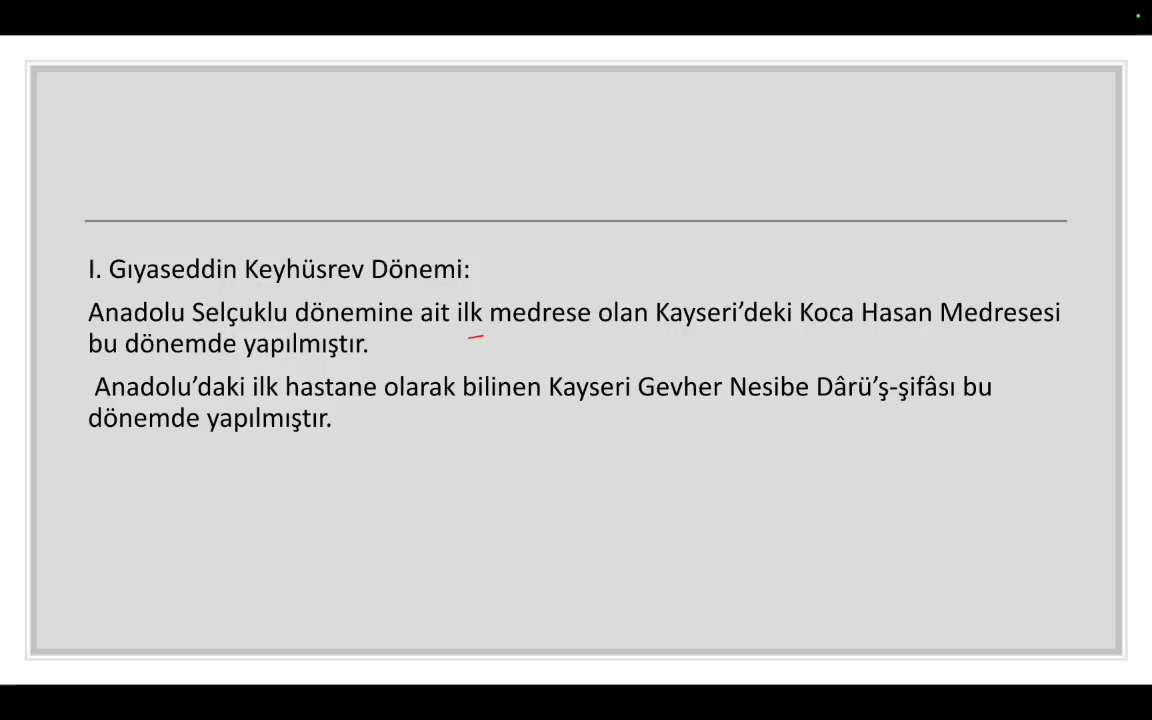 I. Gıyaseddin Keyhüsrev Dönemi:
Anadolu Selçuklu dönemine ait ilk medrese olan Kayseri’deki Koca Hasan Medresesi
bu dönemde yapılmıştır.
Anadolu’daki ilk hastane olarak bilinen Kayseri Gevher Nesibe Dârü’ş-şifâsı bu
dönemde yapılmıştır.